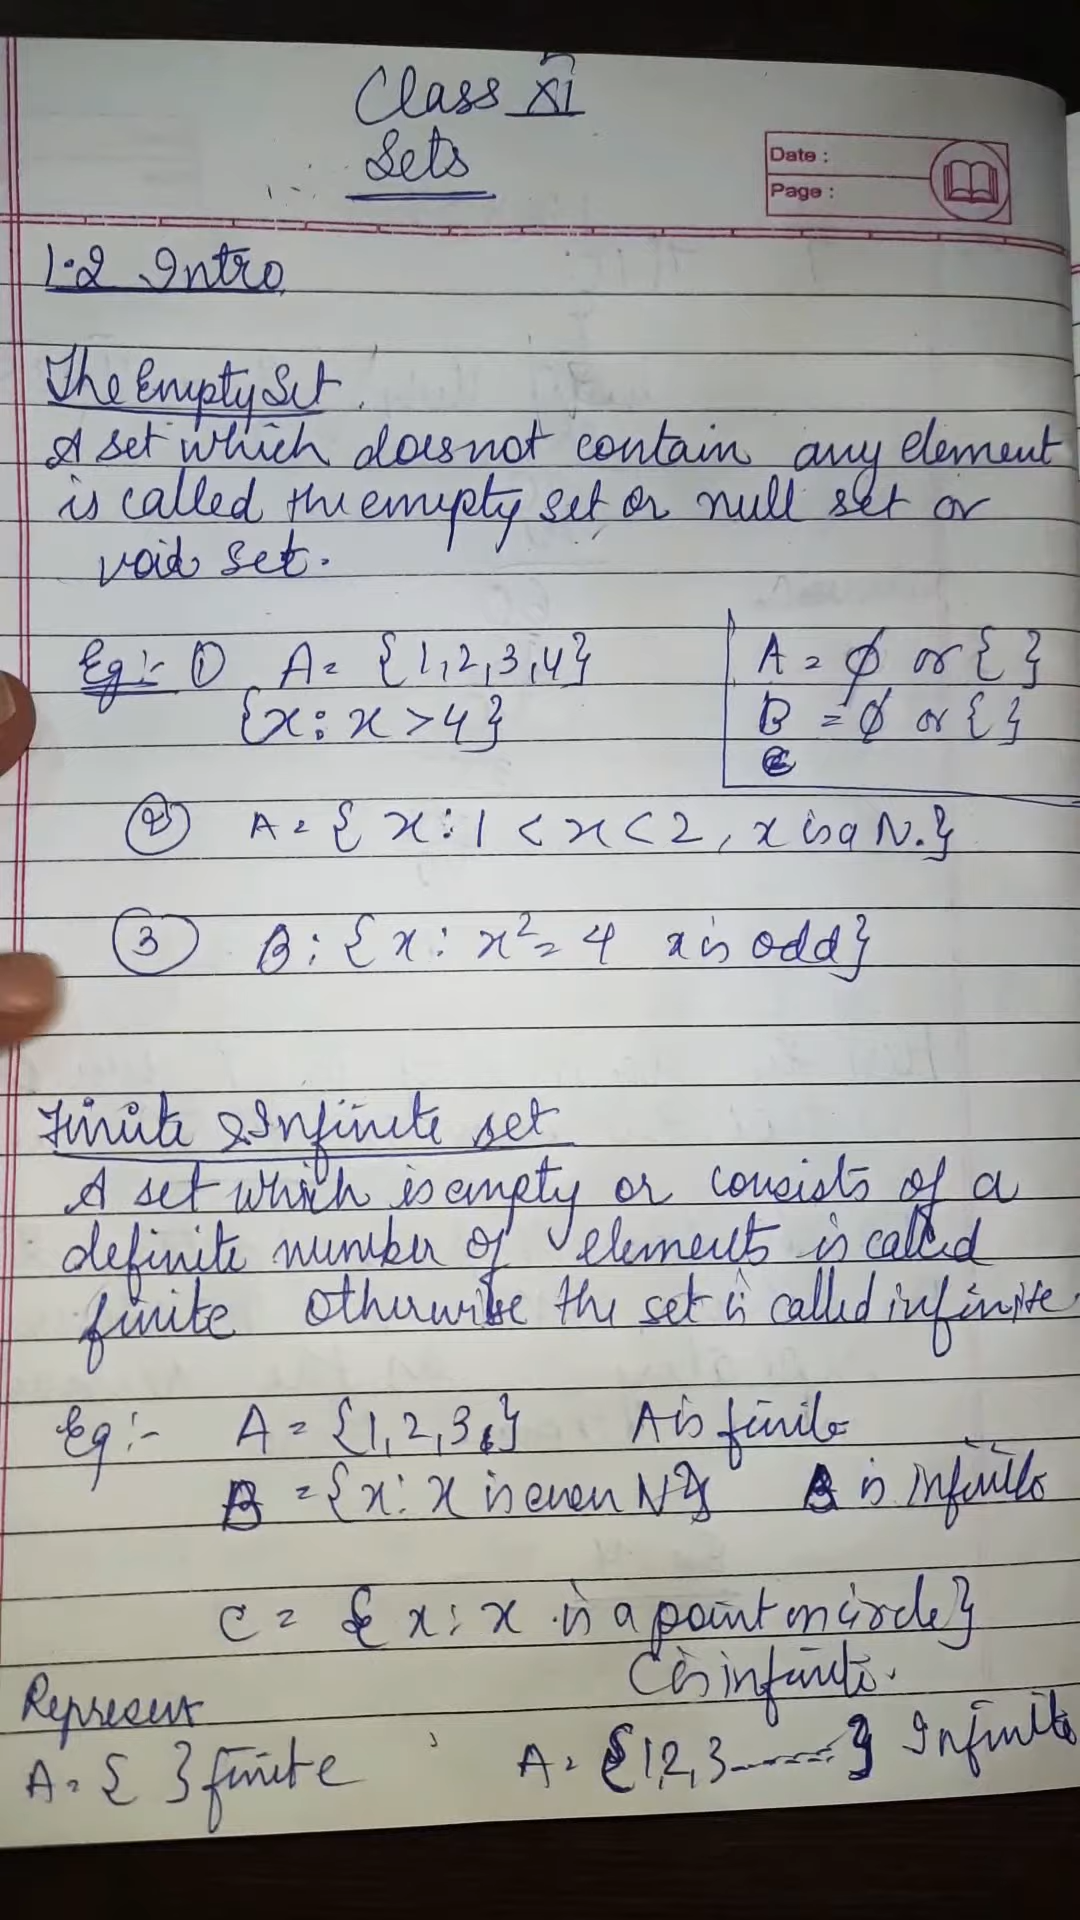 Class XI
Sets
Date :
Page :
1.2 Intro
The Empty Set.
A set which does not contain any element
is called the empty set or null set or
void set.
Eg:- ① A = {1,2,3,4}
{x : x > 4}
A = ϕ or { }
B = ϕ or { }
② A = { x : 1 < x < 2, x is a N.}
③ B : {x : x² = 4 x is odd}
Finite & Infinite set
A set which is empty or consists of a
definite number of elements is called
finite otherwise the set is called infinite.
Eg:- A = {1,2,3,} A is finite
B = {x : x is even N} B is infinite
C = { x : x is a point on circle}
C is infinite.
Represent
A = { } finite , A = {1,2,3------} Infinite